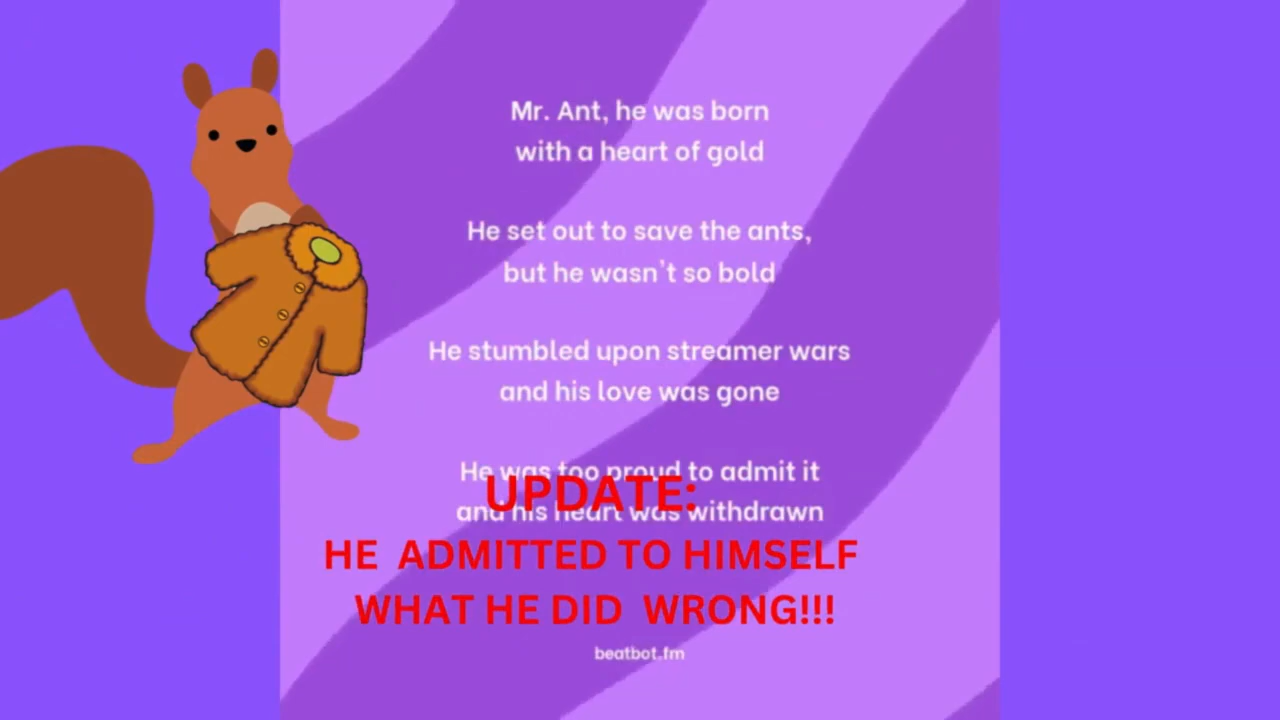 Mr. Ant, he was born
with a heart of gold
He set out to save the ants,
but he wasn't so bold
He stumbled upon streamer wars
and his love was gone
He was too proud to admit it
and his heart was withdrawn
UPDATE:
HE ADMITTED TO HIMSELF
WHAT HE DID WRONG!!!
beatbot.fm